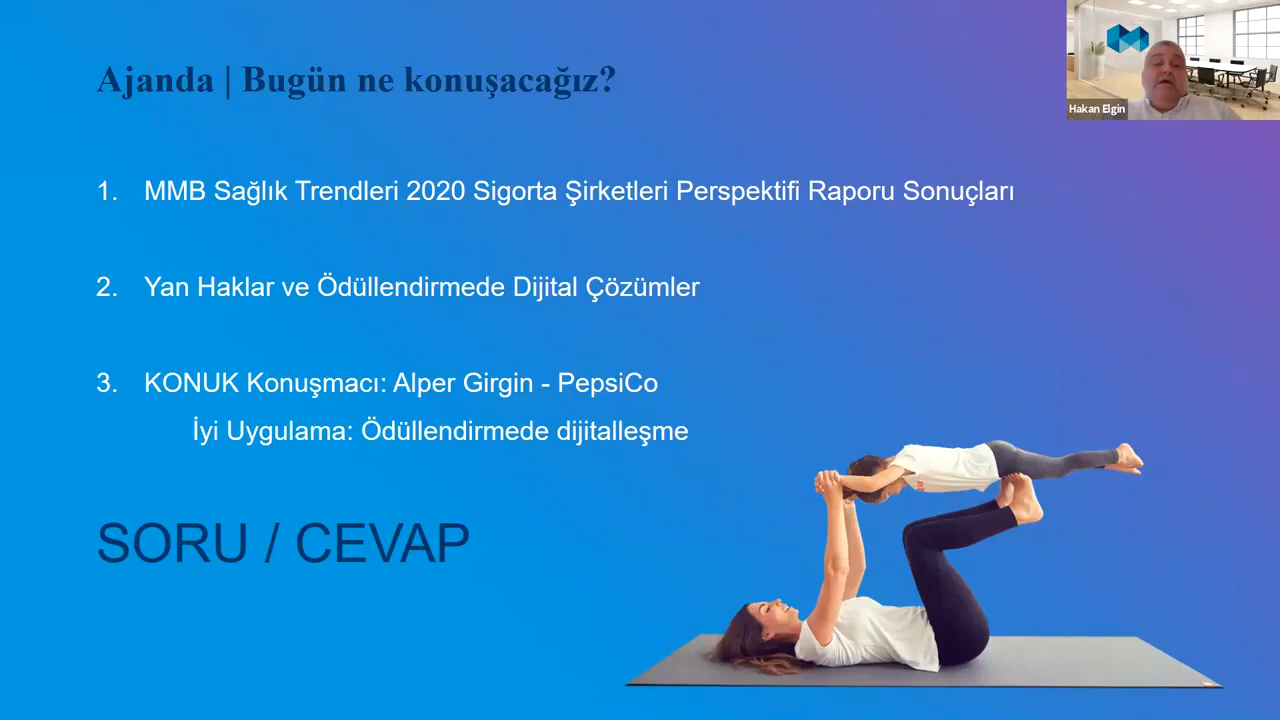 Ajanda | Bugün ne konuşacağız?
Hakan Elgin
1. MMB Sağlık Trendleri 2020 Sigorta Şirketleri Perspektifi Raporu Sonuçları
2. Yan Haklar ve Ödüllendirmede Dijital Çözümler
3. KONUK Konuşmacı: Alper Girgin - PepsiCo
İyi Uygulama: Ödüllendirmede dijitalleşme
SORU / CEVAP